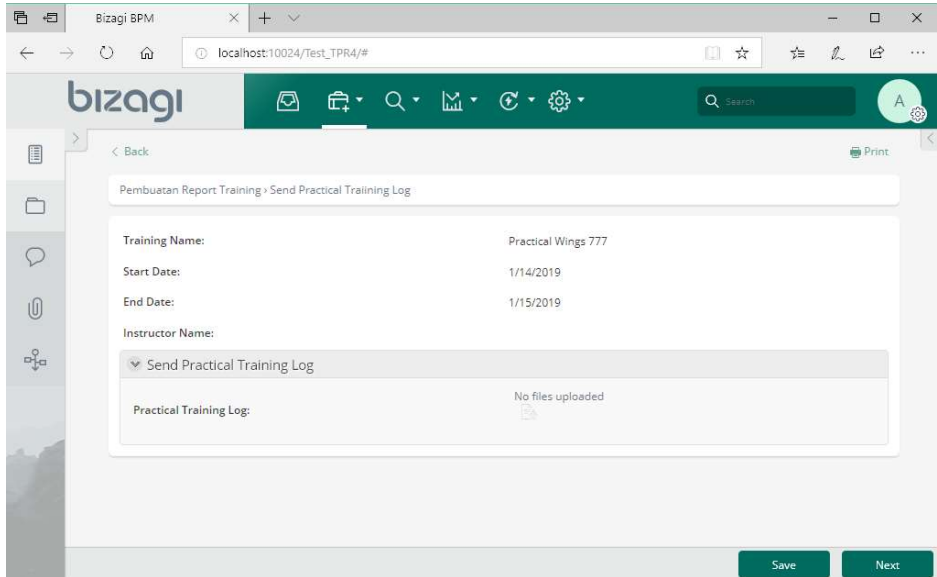 Bizagi BPM
localhost:10024/Test_TPR4/#
bizagi
Search
A
< Back
Print
Pembuatan Report Training › Send Practical Traiining Log
Training Name: Practical Wings 777
Start Date: 1/14/2019
End Date: 1/15/2019
Instructor Name:
Send Practical Training Log
No files uploaded
Practical Training Log:
Save Next